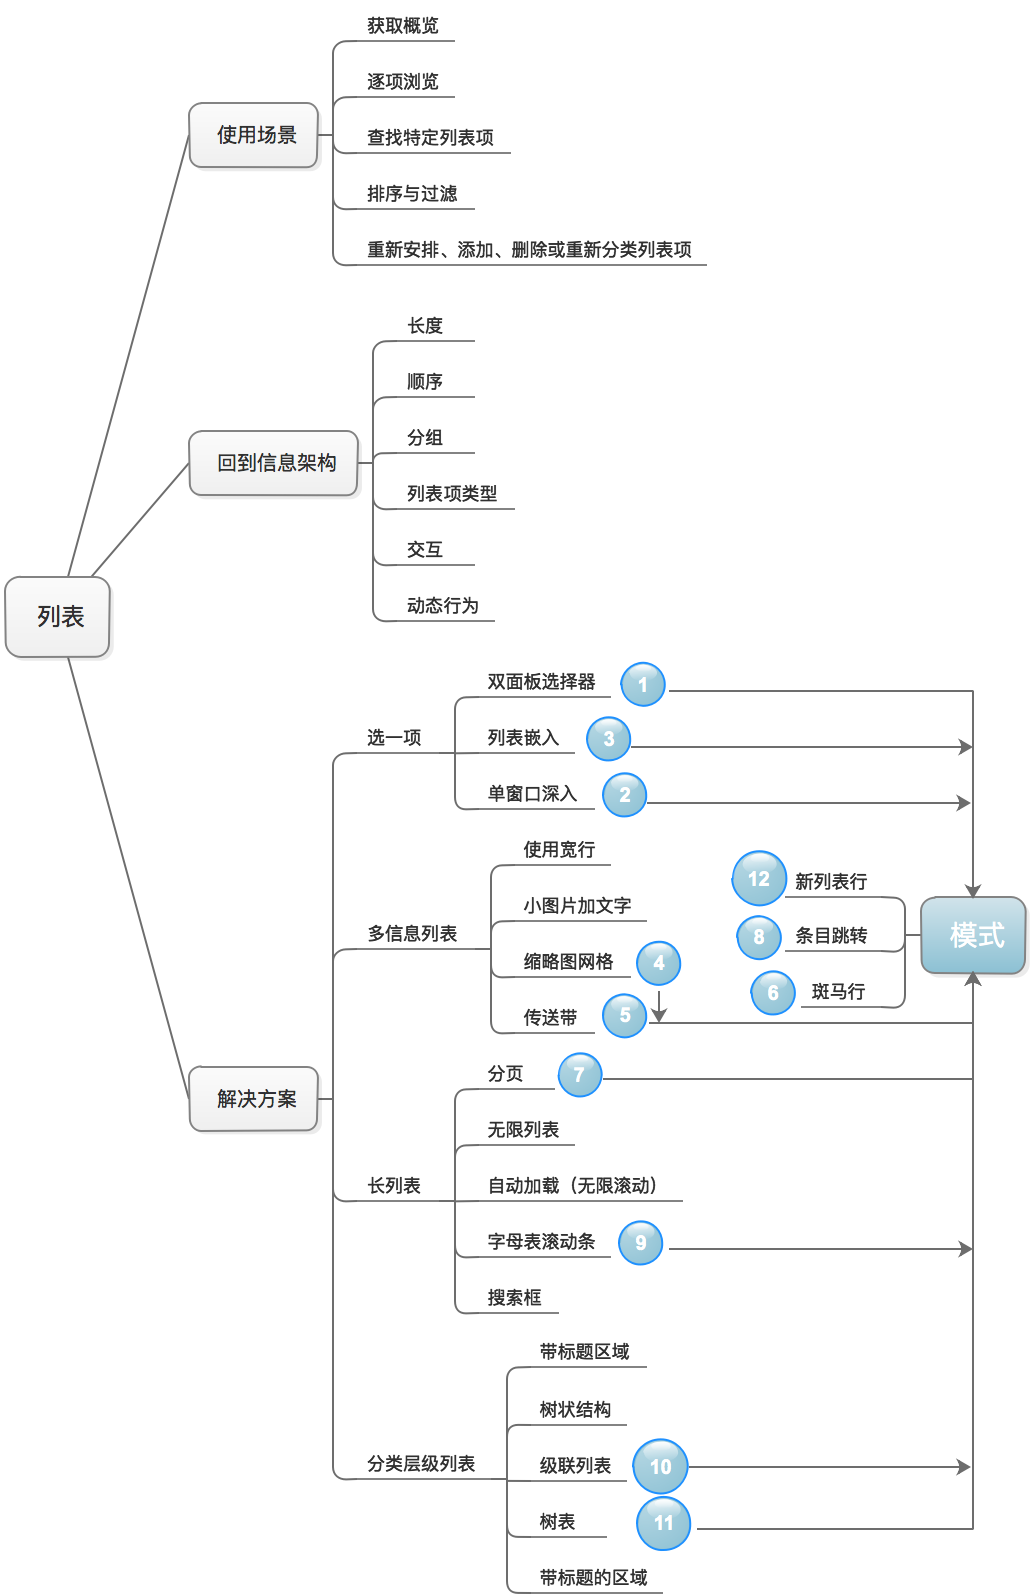 列表
使用场景
获取概览
逐项浏览
查找特定列表项
排序与过滤
重新安排、添加、删除或重新分类列表项
回到信息架构
长度
顺序
分组
列表项类型
交互
动态行为
解决方案
选一项
双面板选择器 1
列表嵌入 3
单窗口深入 2
多信息列表
使用宽行
小图片加文字
缩略图网格 4
传送带 5
长列表
分页 7
无限列表
自动加载（无限滚动）
字母表滚动条 9
搜索框
分类层级列表
带标题区域
树状结构
级联列表 10
树表 11
带标题的区域
模式
12 新列表行
8 条目跳转
6 斑马行